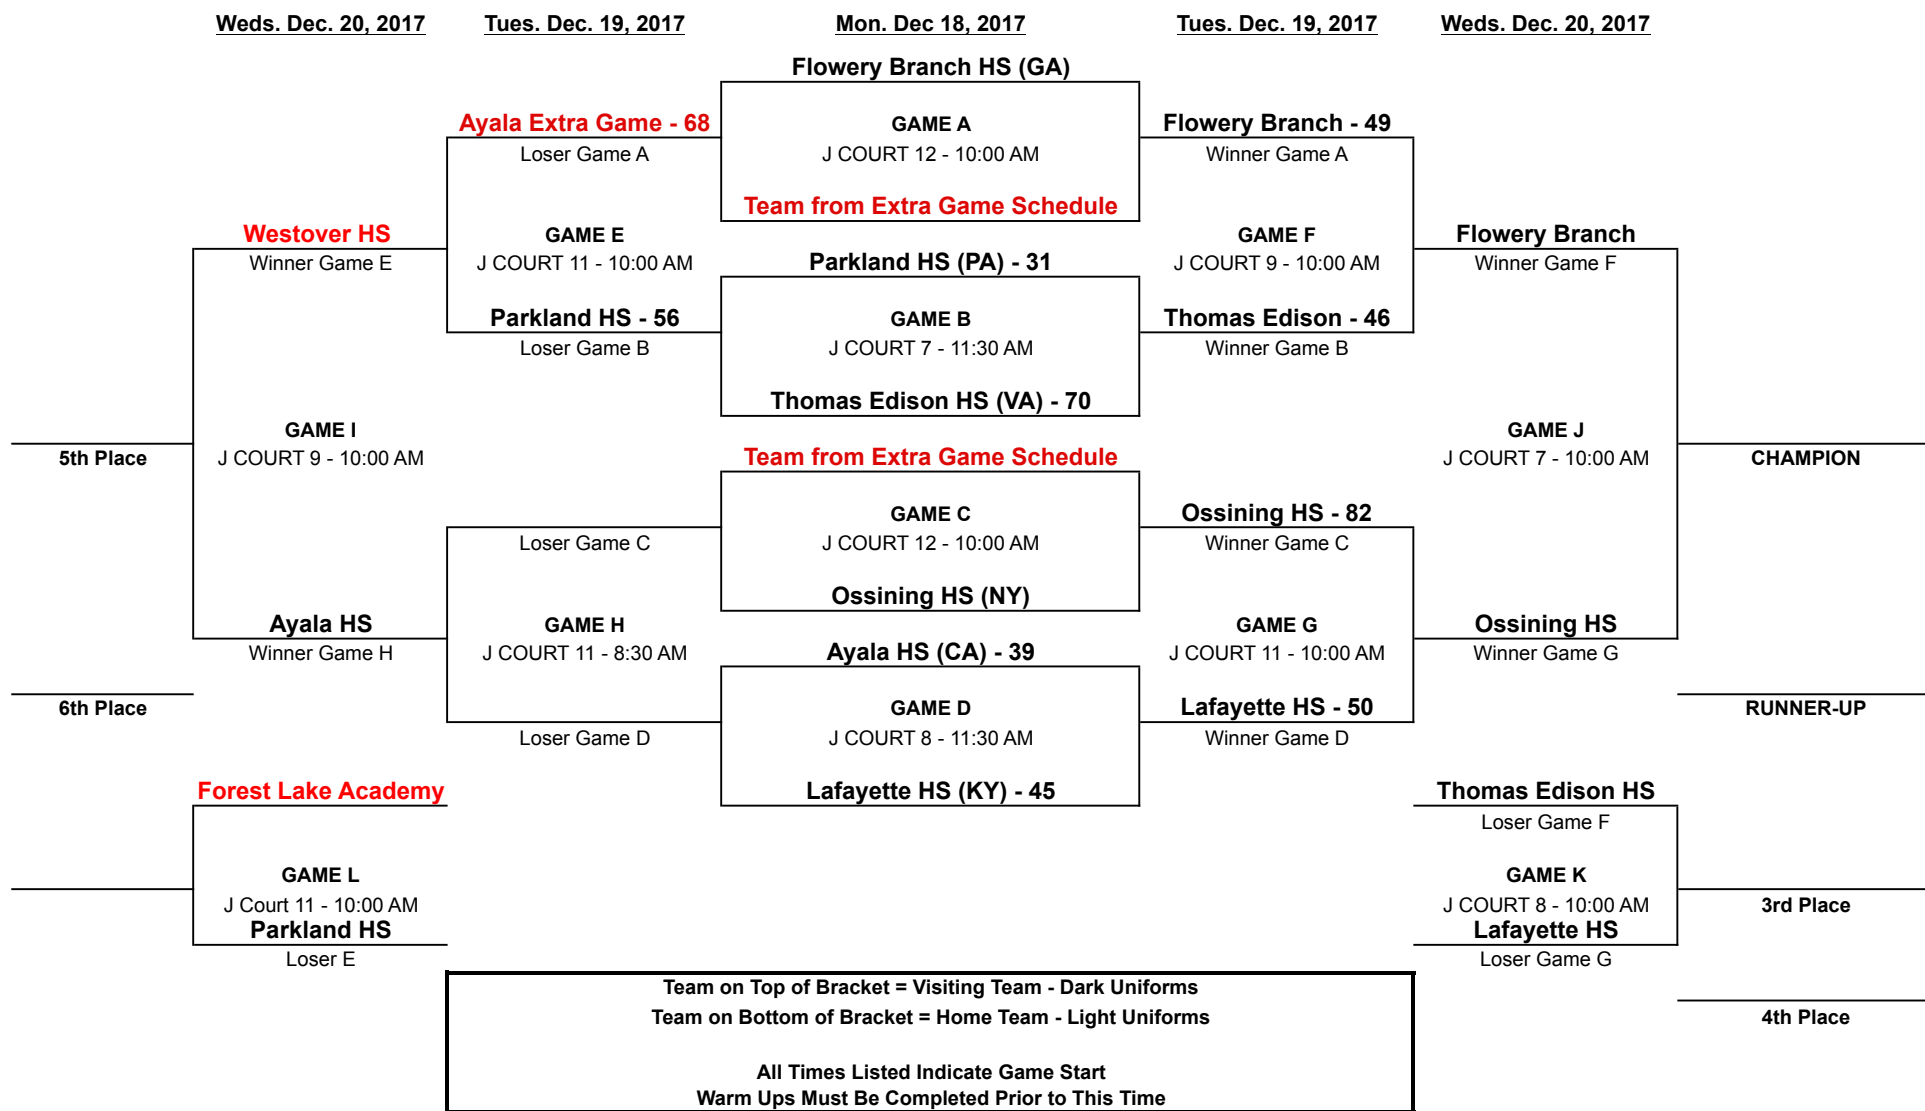 Weds. Dec. 20, 2017 Tues. Dec. 19, 2017 Mon. Dec 18, 2017 Tues. Dec. 19, 2017 Weds. Dec. 20, 2017
Flowery Branch HS (GA)
Ayala Extra Game - 68 GAME A Flowery Branch - 49
Loser Game A J COURT 12 - 10:00 AM Winner Game A
Team from Extra Game Schedule
Westover HS GAME E GAME F Flowery Branch
Winner Game E J COURT 11 - 10:00 AM Parkland HS (PA) - 31 J COURT 9 - 10:00 AM Winner Game F
Parkland HS - 56 GAME B Thomas Edison - 46
Loser Game B J COURT 7 - 11:30 AM Winner Game B
Thomas Edison HS (VA) - 70
GAME I GAME J
5th Place J COURT 9 - 10:00 AM Team from Extra Game Schedule J COURT 7 - 10:00 AM CHAMPION
GAME C Ossining HS - 82
Loser Game C J COURT 12 - 10:00 AM Winner Game C
Ossining HS (NY)
Ayala HS GAME H GAME G Ossining HS
Winner Game H J COURT 11 - 8:30 AM Ayala HS (CA) - 39 J COURT 11 - 10:00 AM Winner Game G
6th Place GAME D Lafayette HS - 50 RUNNER-UP
Loser Game D J COURT 8 - 11:30 AM Winner Game D
Forest Lake Academy Lafayette HS (KY) - 45 Thomas Edison HS
Loser Game F
GAME L GAME K
J Court 11 - 10:00 AM J COURT 8 - 10:00 AM 3rd Place
Parkland HS Lafayette HS
Loser E Loser Game G
Team on Top of Bracket = Visiting Team - Dark Uniforms
Team on Bottom of Bracket = Home Team - Light Uniforms 4th Place
All Times Listed Indicate Game Start
Warm Ups Must Be Completed Prior to This Time